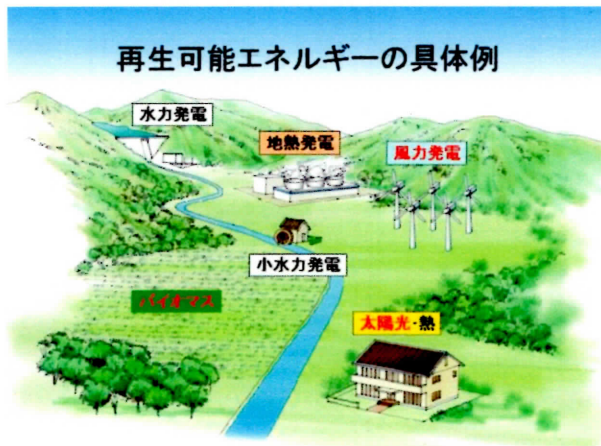 再生可能エネルギーの具体例
水力発電
地熱発電
風力発電
小水力発電
バイオマス
太陽光・熱